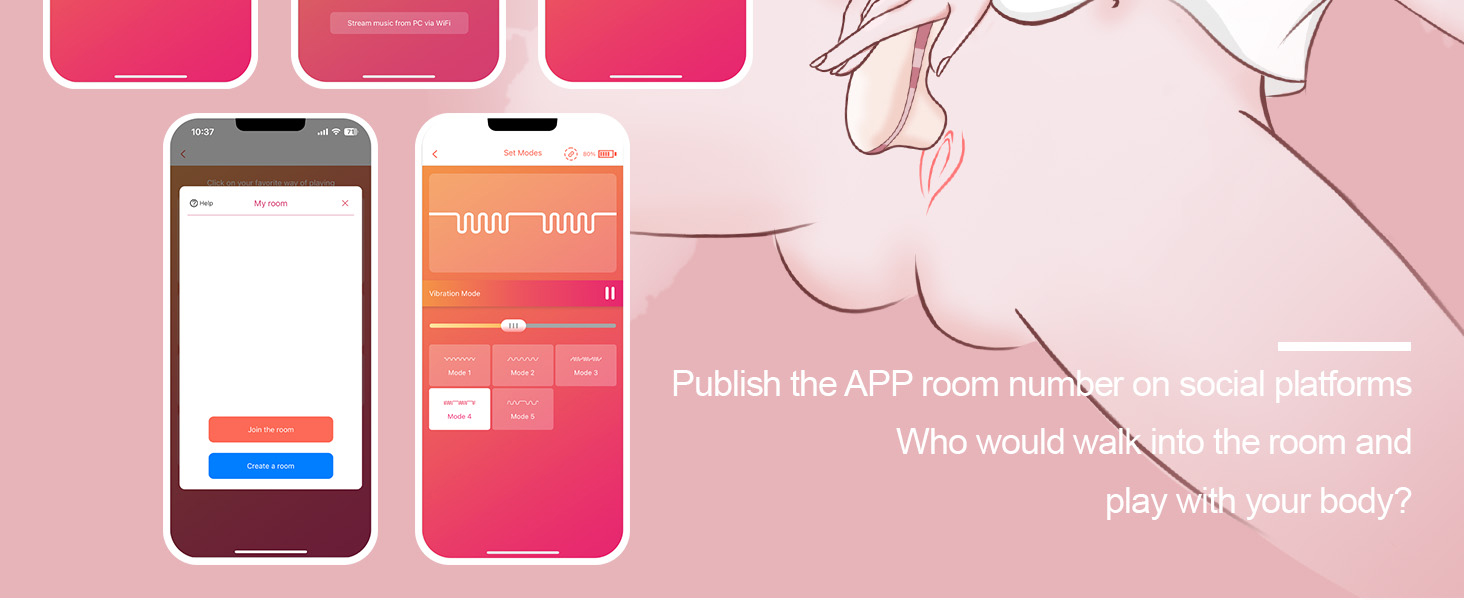 Stream music from PC via WiFi
10:37
71
Click on your favorite way of playing
Help
My room
Join the room
Create a room
Set Modes
80%
Vibration Mode
Mode 1
Mode 2
Mode 3
Mode 4
Mode 5
Publish the APP room number on social platforms
Who would walk into the room and
play with your body?